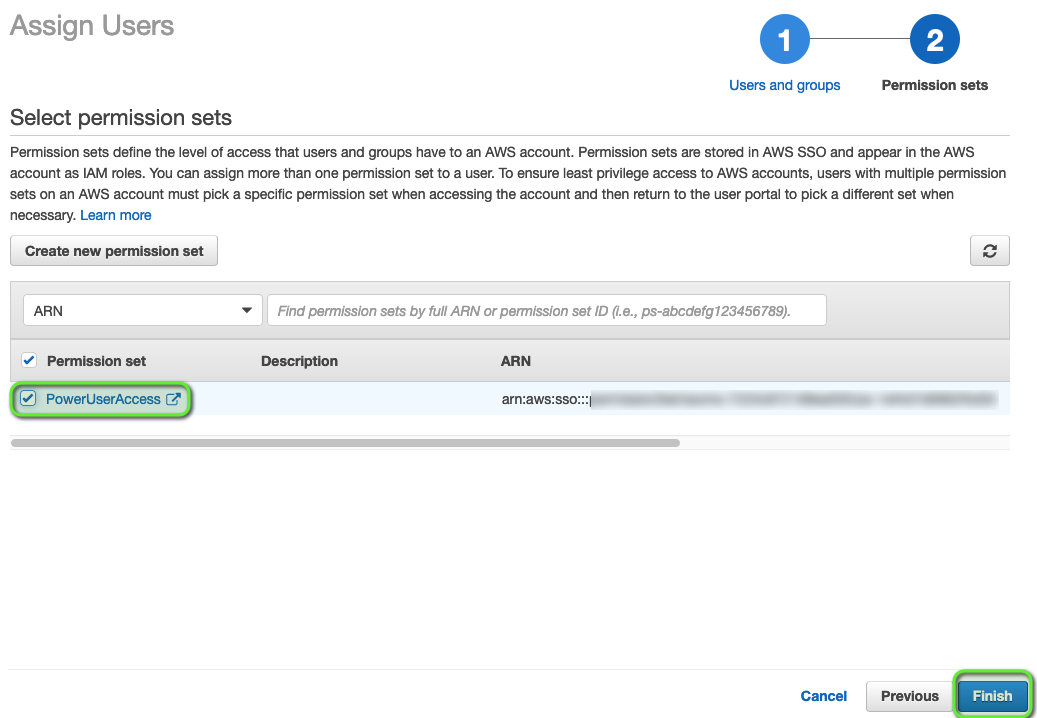 Assign Users
1
2
Users and groups
Permission sets
Select permission sets
Permission sets define the level of access that users and groups have to an AWS account. Permission sets are stored in AWS SSO and appear in the AWS
account as IAM roles. You can assign more than one permission set to a user. To ensure least privilege access to AWS accounts, users with multiple permission
sets on an AWS account must pick a specific permission set when accessing the account and then return to the user portal to pick a different set when
necessary. Learn more
Create new permission set
ARN
Find permission sets by full ARN or permission set ID (i.e., ps-abcdefg123456789).
Permission set Description ARN
PowerUserAccess arn:aws:sso:::
Cancel Previous Finish